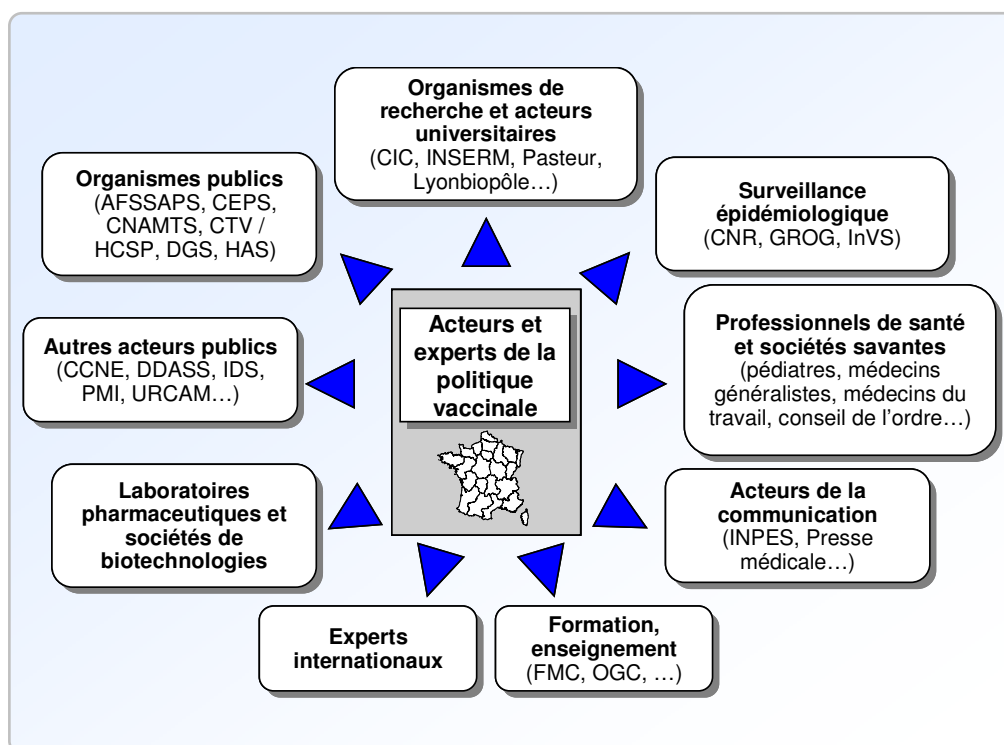 Organismes de
recherche et acteurs
universitaires
(CIC, INSERM, Pasteur,
Lyonbiopôle…)
Organismes publics
(AFSSAPS, CEPS,
CNAMTS, CTV /
HCSP, DGS, HAS)
Surveillance
épidémiologique
(CNR, GROG, InVS)
Autres acteurs publics
(CCNE, DDASS, IDS,
PMI, URCAM…)
Acteurs et
experts de la
politique
vaccinale
Professionnels de santé
et sociétés savantes
(pédiatres, médecins
généralistes, médecins du
travail, conseil de l’ordre…)
Laboratoires
pharmaceutiques et
sociétés de
biotechnologies
Acteurs de la
communication
(INPES, Presse
médicale…)
Experts
internationaux
Formation,
enseignement
(FMC, OGC, …)